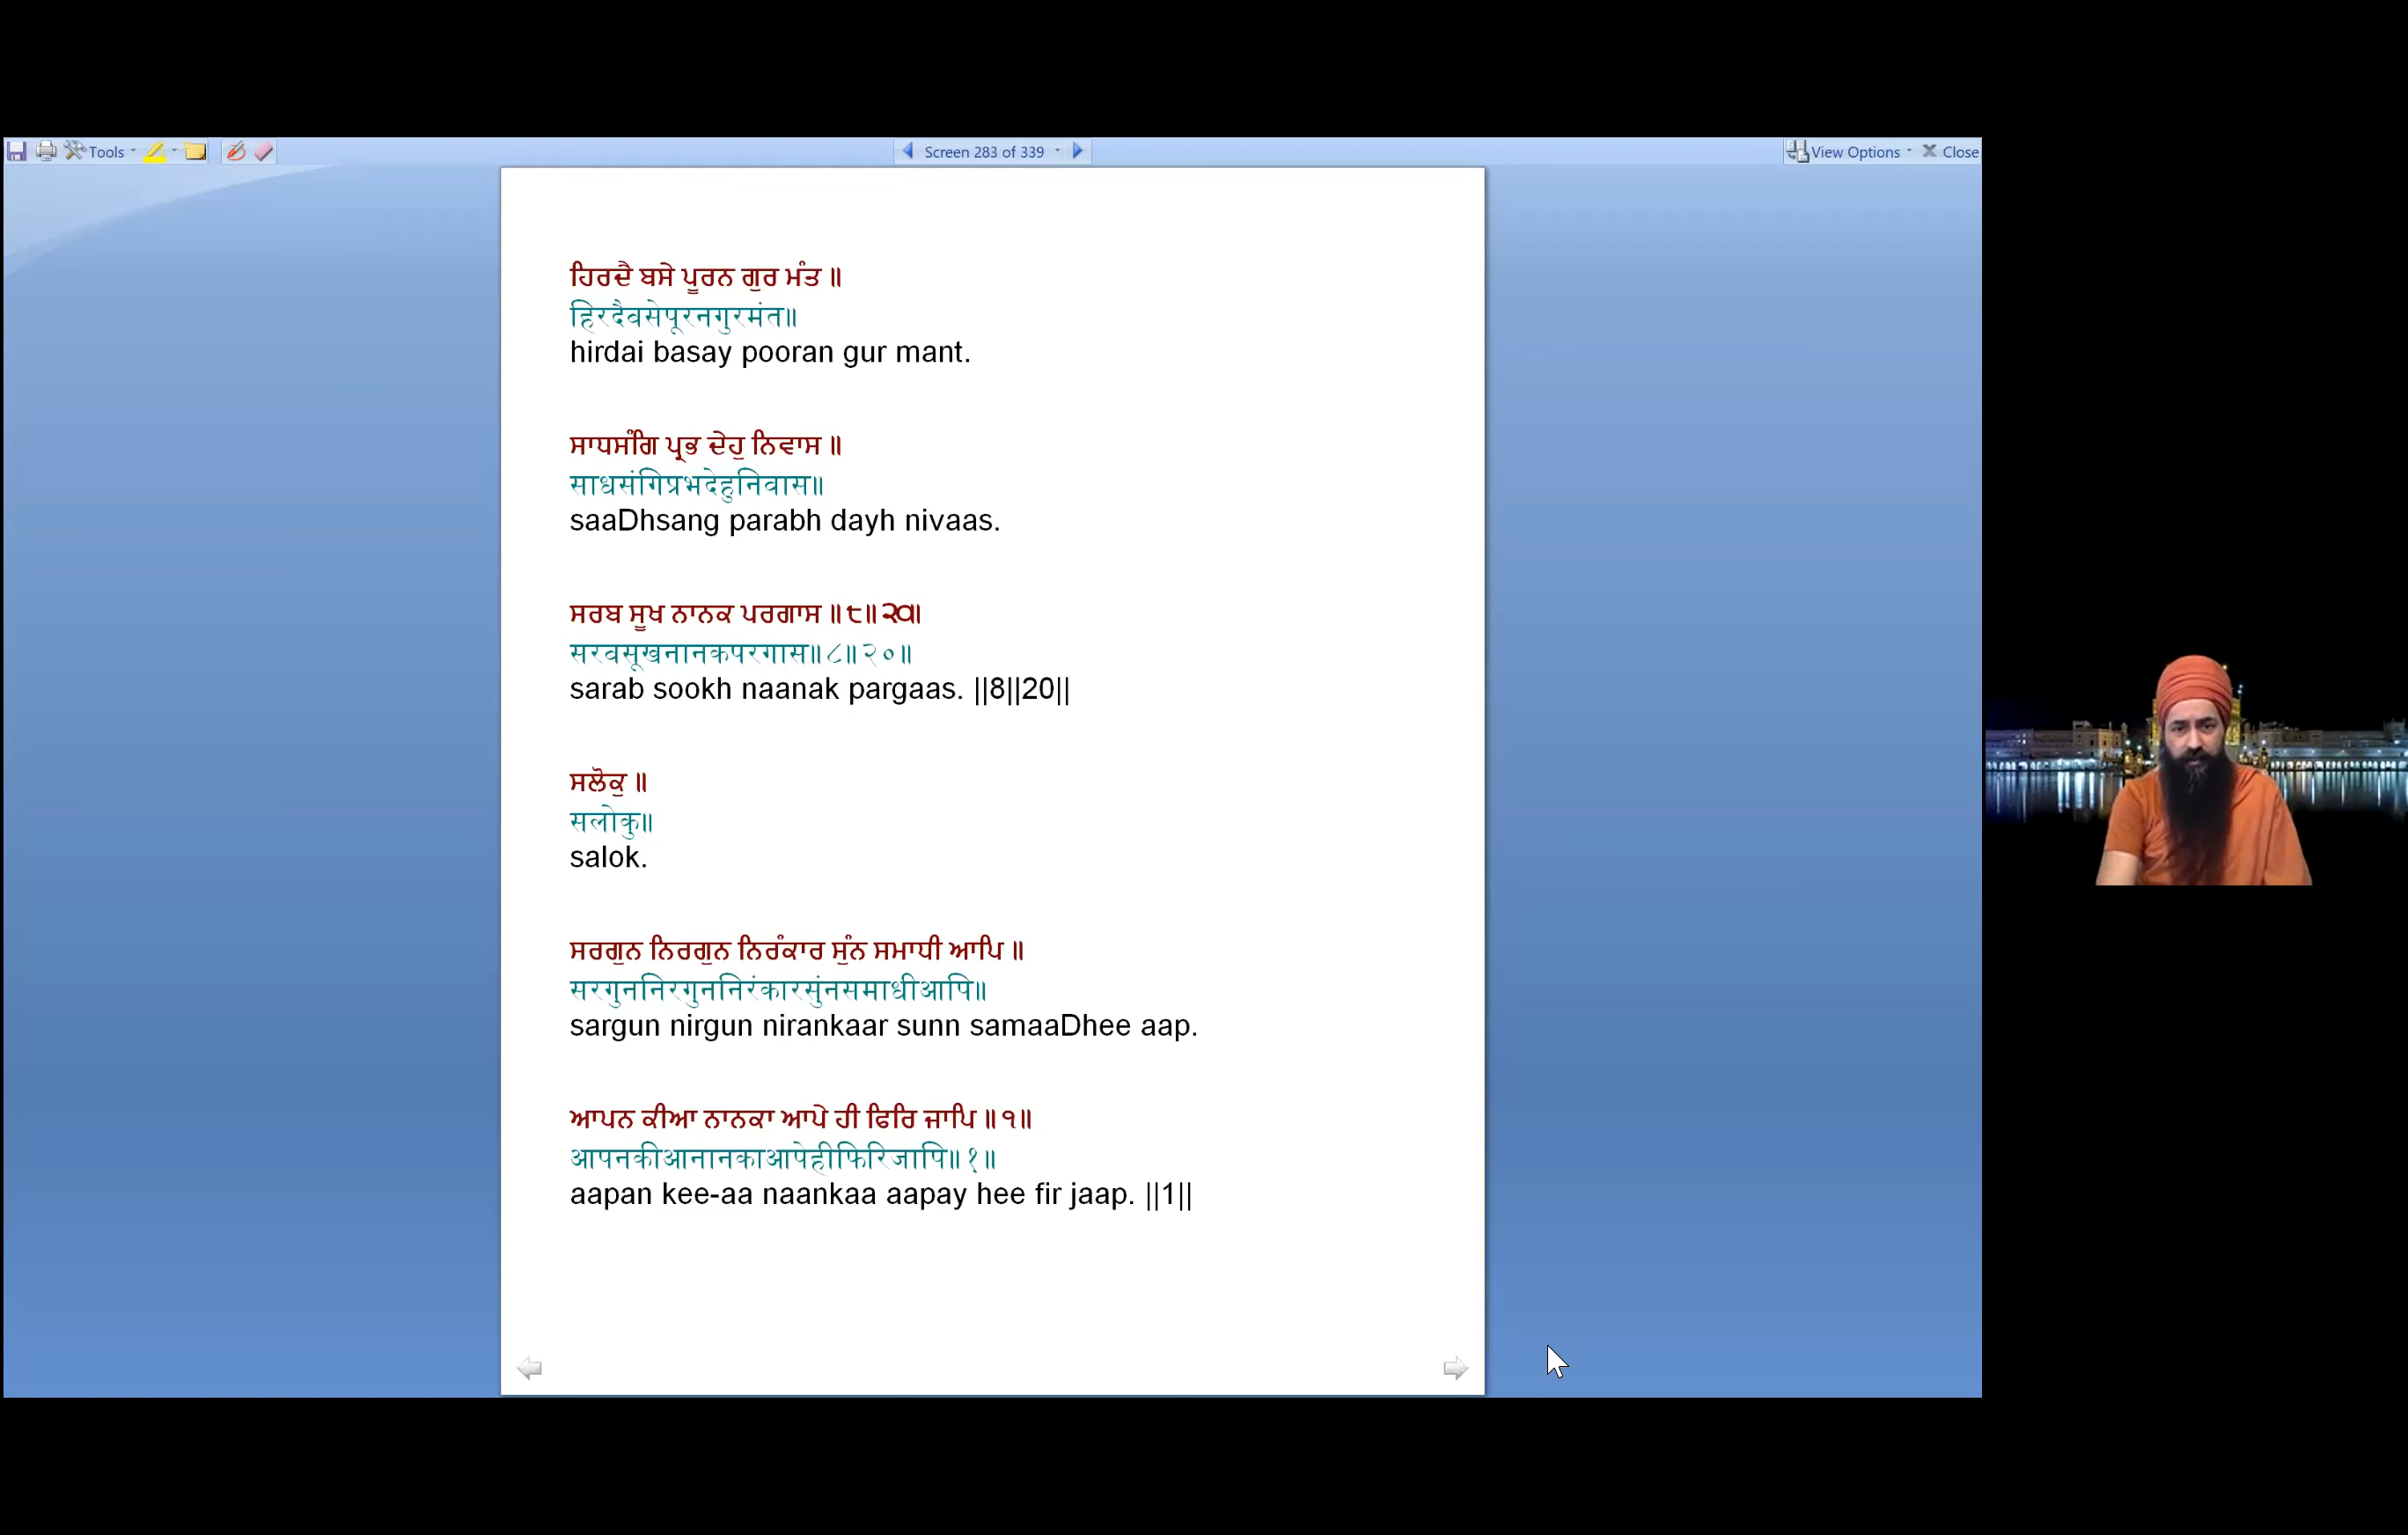 Tools
Screen 283 of 339
View Options
Close
ਹਿਰਦੈ ਬਸੇ ਪੂਰਨ ਗੁਰ ਮੰਤ ॥
हिरदैबसेपूरनगुरमंत॥
hirdai basay pooran gur mant.
ਸਾਧਸੰਗਿ ਪ੍ਰਭ ਦੇਹੁ ਨਿਵਾਸ ॥
साधसंगिप्रभदेहुनिवास॥
saaDhsang parabh dayh nivaas.
ਸਰਬ ਸੂਖ ਨਾਨਕ ਪਰਗਾਸ ॥੮॥੨੦॥
सरबसूखनानकपरगास॥८॥२०॥
sarab sookh naanak pargaas. ||8||20||
ਸਲੋਕੁ ॥
सलोकु॥
salok.
ਸਰਗੁਨ ਨਿਰਗੁਨ ਨਿਰੰਕਾਰ ਸੁੰਨ ਸਮਾਧੀ ਆਪਿ ॥
सरगुननिरगुननिरंकारसुंनसमाधीआपि॥
sargun nirgun nirankaar sunn samaaDhee aap.
ਆਪਨ ਕੀਆ ਨਾਨਕਾ ਆਪੇ ਹੀ ਫਿਰਿ ਜਾਪਿ ॥੧॥
आपनकीआनानकाआपेहीफिरिजापि॥१॥
aapan kee-aa naankaa aapay hee fir jaap. ||1||